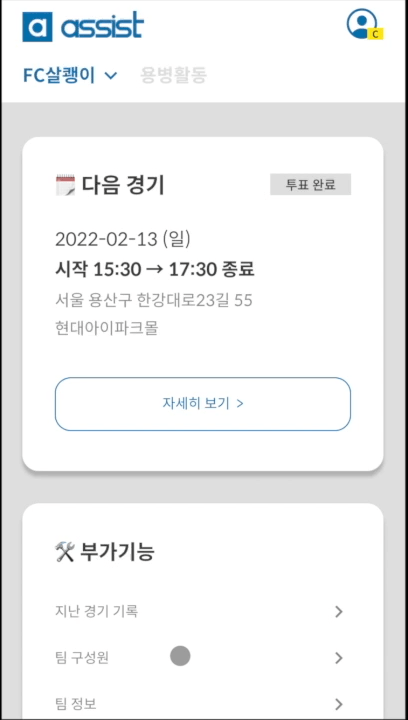 a assist
C
FC살쾡이 용병활동
다음 경기 투표 완료
2022-02-13 (일)
시작 15:30 → 17:30 종료
서울 용산구 한강대로23길 55
현대아이파크몰
자세히 보기 >
부가기능
지난 경기 기록
팀 구성원
팀 정보